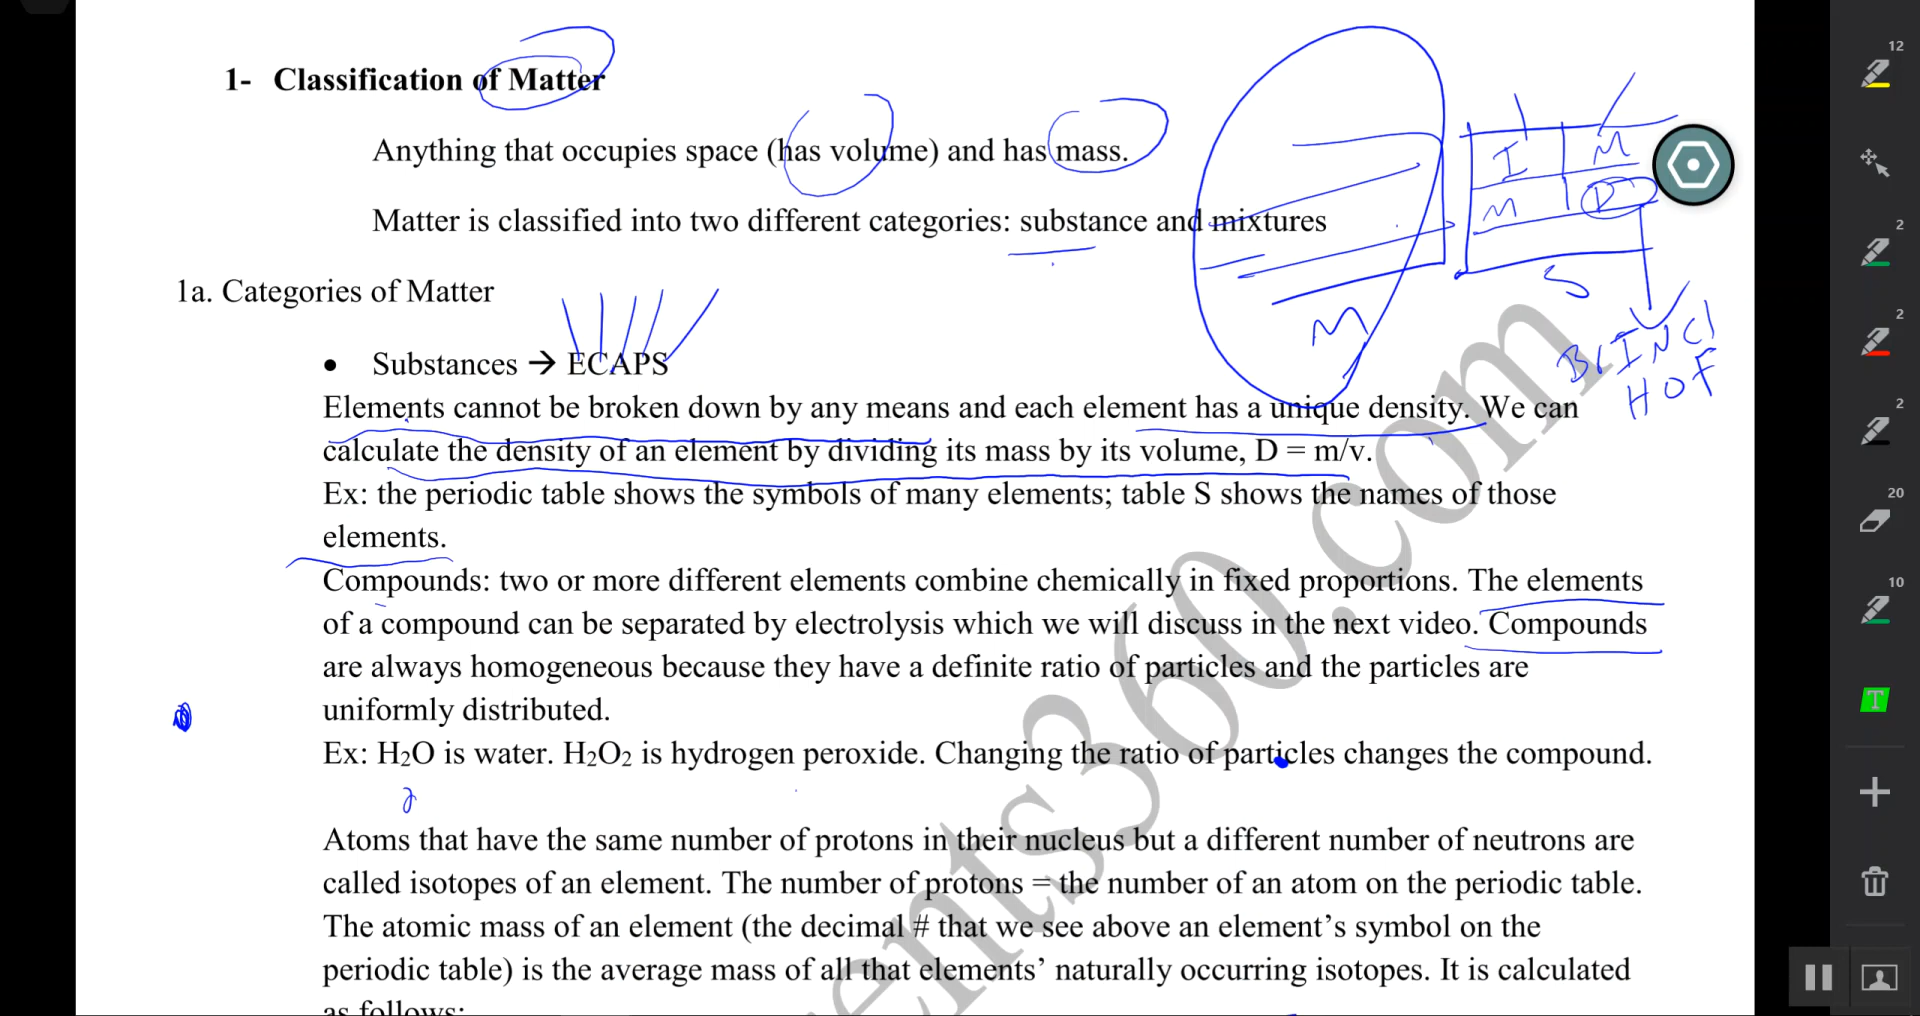 1- Classification of Matter
Anything that occupies space (has volume) and has mass.
Matter is classified into two different categories: substance and mixtures
1a. Categories of Matter
• Substances → ECAPS
Elements cannot be broken down by any means and each element has a unique density. We can
calculate the density of an element by dividing its mass by its volume, D = m/v.
Ex: the periodic table shows the symbols of many elements; table S shows the names of those
elements.
Compounds: two or more different elements combine chemically in fixed proportions. The elements
of a compound can be separated by electrolysis which we will discuss in the next video. Compounds
are always homogeneous because they have a definite ratio of particles and the particles are
uniformly distributed.
Ex: H₂O is water. H₂O₂ is hydrogen peroxide. Changing the ratio of particles changes the compound.
Atoms that have the same number of protons in their nucleus but a different number of neutrons are
called isotopes of an element. The number of protons = the number of an atom on the periodic table.
The atomic mass of an element (the decimal # that we see above an element’s symbol on the
periodic table) is the average mass of all that elements’ naturally occurring isotopes. It is calculated
as follows:
I M
M D
S
M
BrINCl
HOF
ents360.com
12
2
2
2
20
10
T